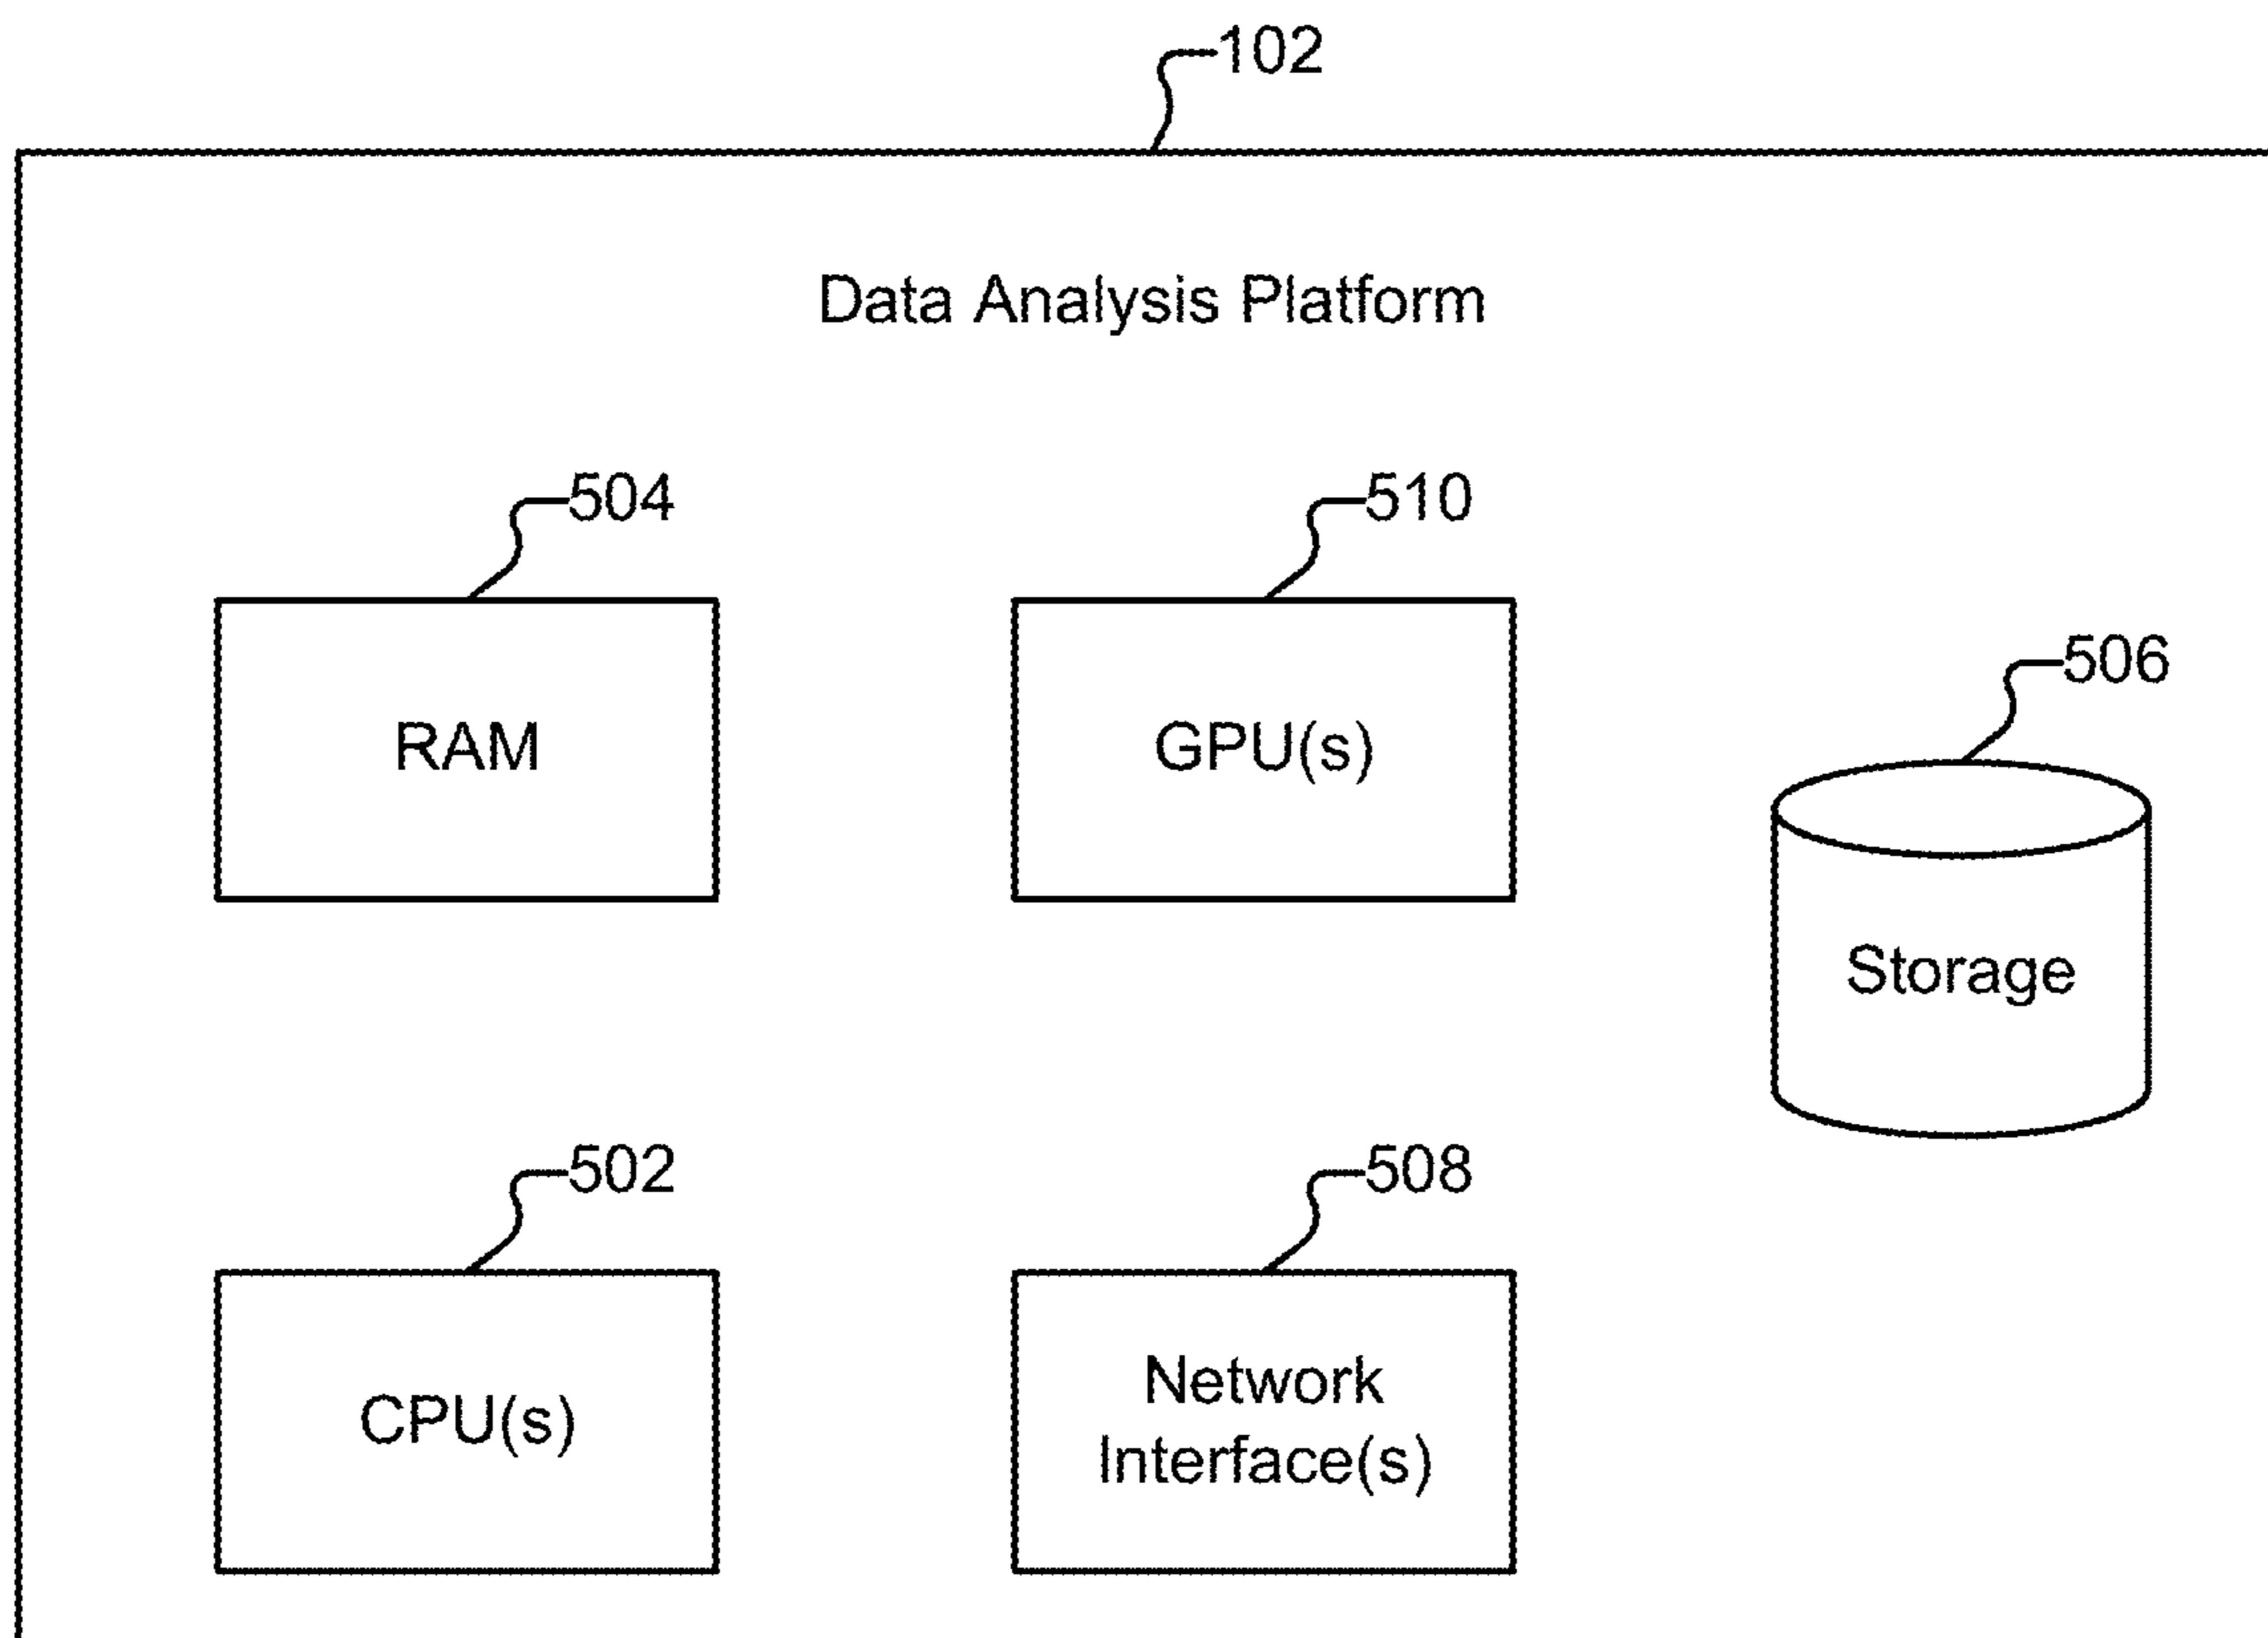 102
Data Analysis Platform
504
510
506
RAM
GPU(s)
Storage
502
508
CPU(s)
Network
Interface(s)